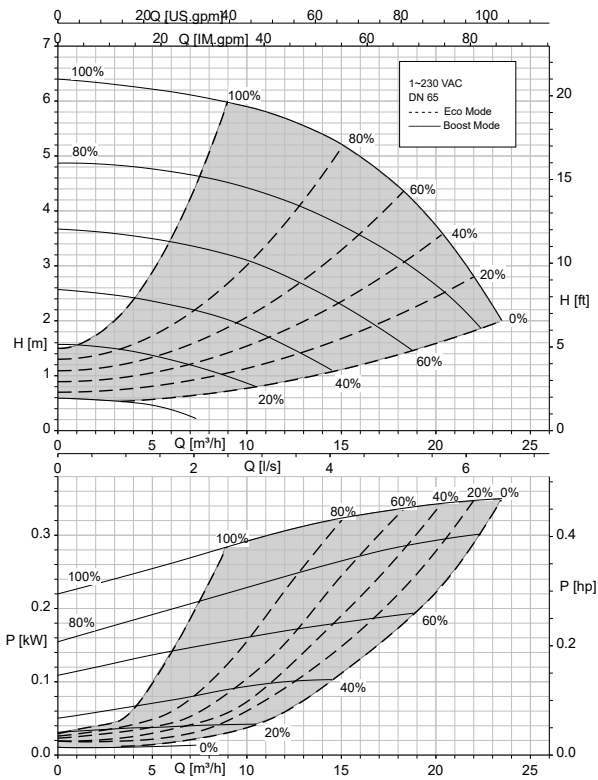 0 20 40 60 80 100
Q [US.gpm]
0 20 40 60 80
Q [IM.gpm]
7
6
5
4
3
2
1
0
H [m]
20
15
10
5
0
H [ft]
1~230 VAC
DN 65
Eco Mode
Boost Mode
100%
100%
80%
80%
60%
40%
20%
0%
60%
40%
20%
0 5 10 15 20 25
Q [m³/h]
0 2 4 6
Q [l/s]
0.3
0.2
0.1
0.0
P [kW]
0.4
0.2
0.0
P [hp]
100%
80%
100%
80%
60%
40%
20%
0%
60%
40%
20%
0%
0 5 10 15 20 25
Q [m³/h]